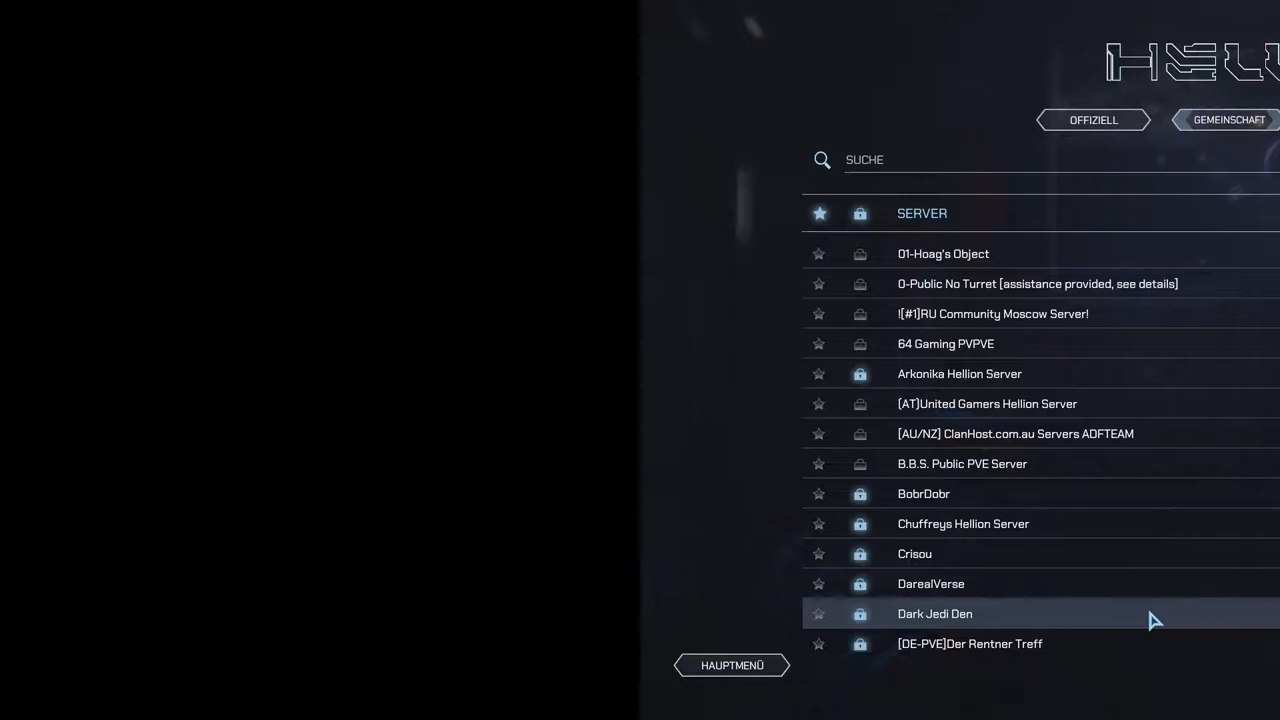 OFFIZIELL
GEMEINSCHAFT
SUCHE
SERVER
01-Hoag's Object
0-Public No Turret [assistance provided, see details]
![#1]RU Community Moscow Server!
64 Gaming PVPVE
Arkonika Hellion Server
(AT)United Gamers Hellion Server
[AU/NZ] ClanHost.com.au Servers ADFTEAM
B.B.S. Public PVE Server
BobrDobr
Chuffreys Hellion Server
Crisou
DarealVerse
Dark Jedi Den
[DE-PVE]Der Rentner Treff
HAUPTMENÜ